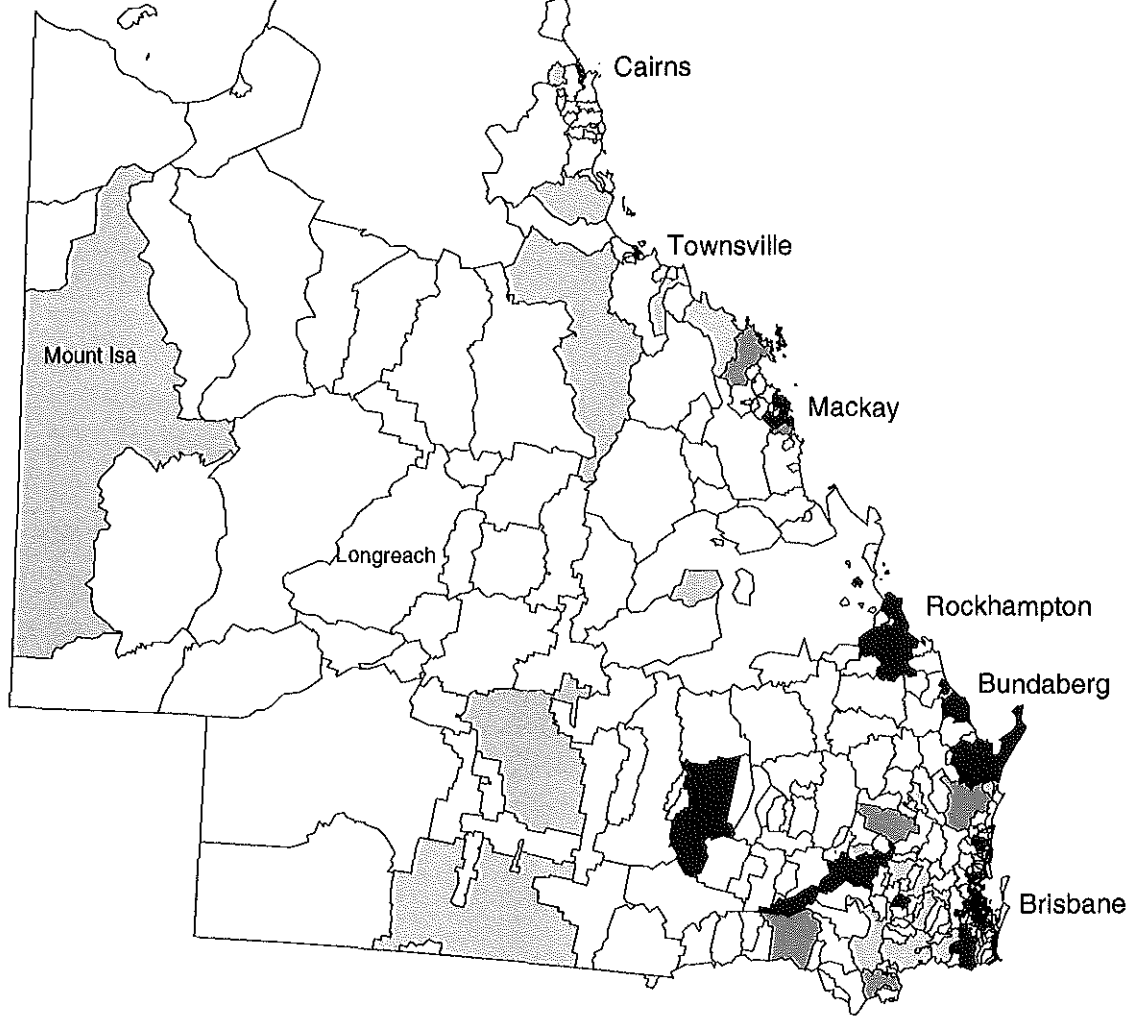 Cairns
Townsville
Mount Isa
Mackay
Longreach
Rockhampton
Bundaberg
Brisbane